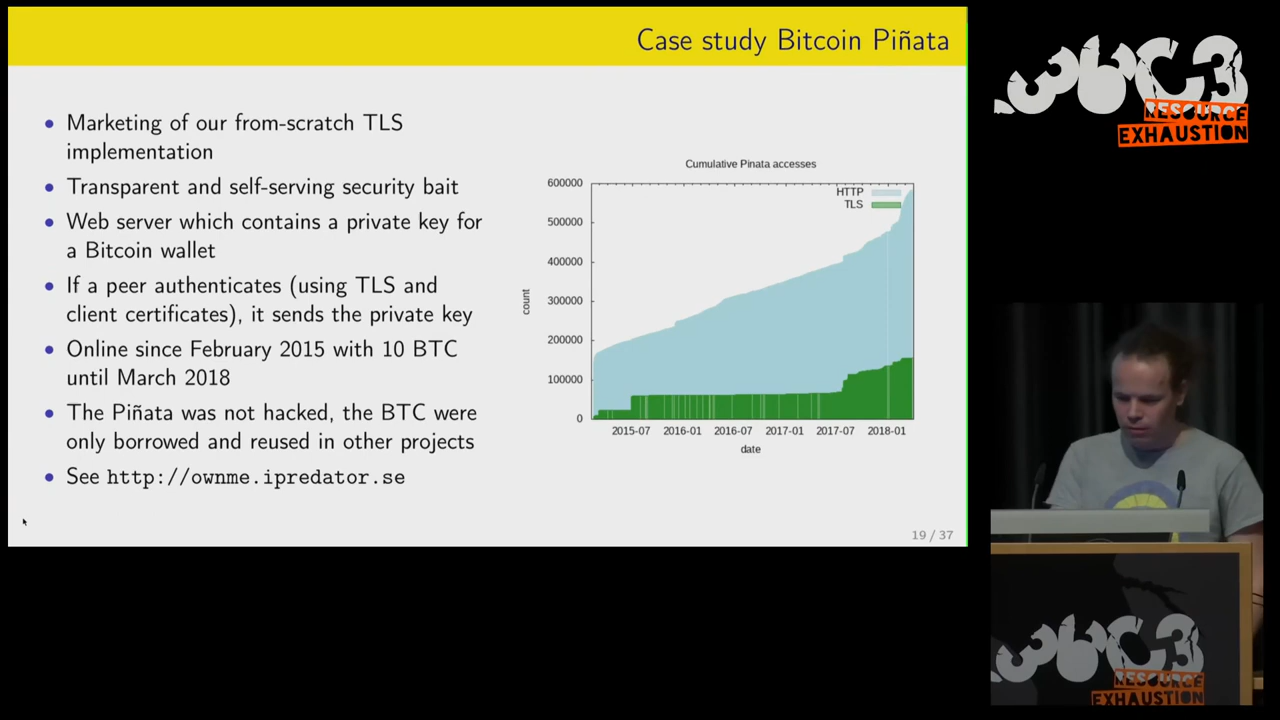 Case study Bitcoin Piñata
• Marketing of our from-scratch TLS
implementation
• Transparent and self-serving security bait
• Web server which contains a private key for
a Bitcoin wallet
• If a peer authenticates (using TLS and
client certificates), it sends the private key
• Online since February 2015 with 10 BTC
until March 2018
• The Piñata was not hacked, the BTC were
only borrowed and reused in other projects
• See http://ownme.ipredator.se
Cumulative Pinata accesses
HTTP
TLS
600000
500000
400000
300000
200000
100000
0
count
2015-07 2016-01 2016-07 2017-01 2017-07 2018-01
date
19 / 37
36C3
RESOURCE
EXHAUSTION
36C3
RESOURCE
EXHAUSTION